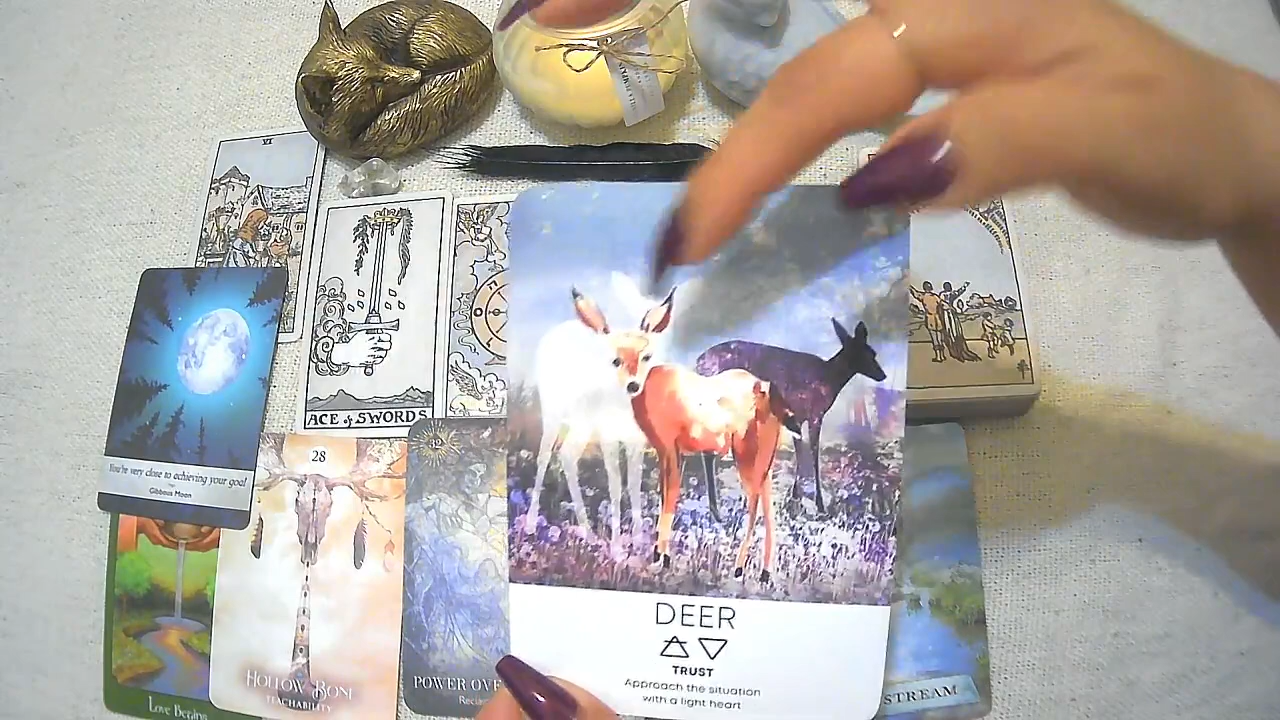 VI
ACE of SWORDS
You're very close to achieving your goal
Gibbous Moon
28
HOLLOW BONE
TEACHABILITY
Love Begins
POWER
DEER
TRUST
Approach the situation
with a light heart
STREAM